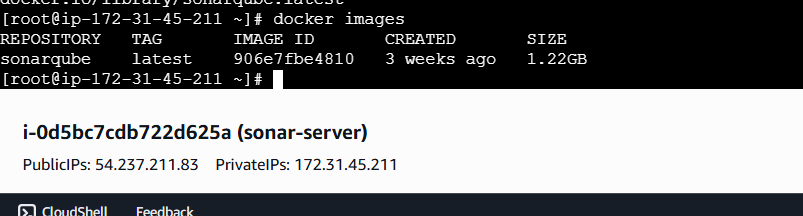 docker.io/library/sonarqube:latest
[root@ip-172-31-45-211 ~]# docker images
REPOSITORY TAG IMAGE ID CREATED SIZE
sonarqube latest 906e7fbe4810 3 weeks ago 1.22GB
[root@ip-172-31-45-211 ~]#
i-0d5bc7cdb722d625a (sonar-server)
PublicIPs: 54.237.211.83 PrivateIPs: 172.31.45.211
CloudShell Feedback